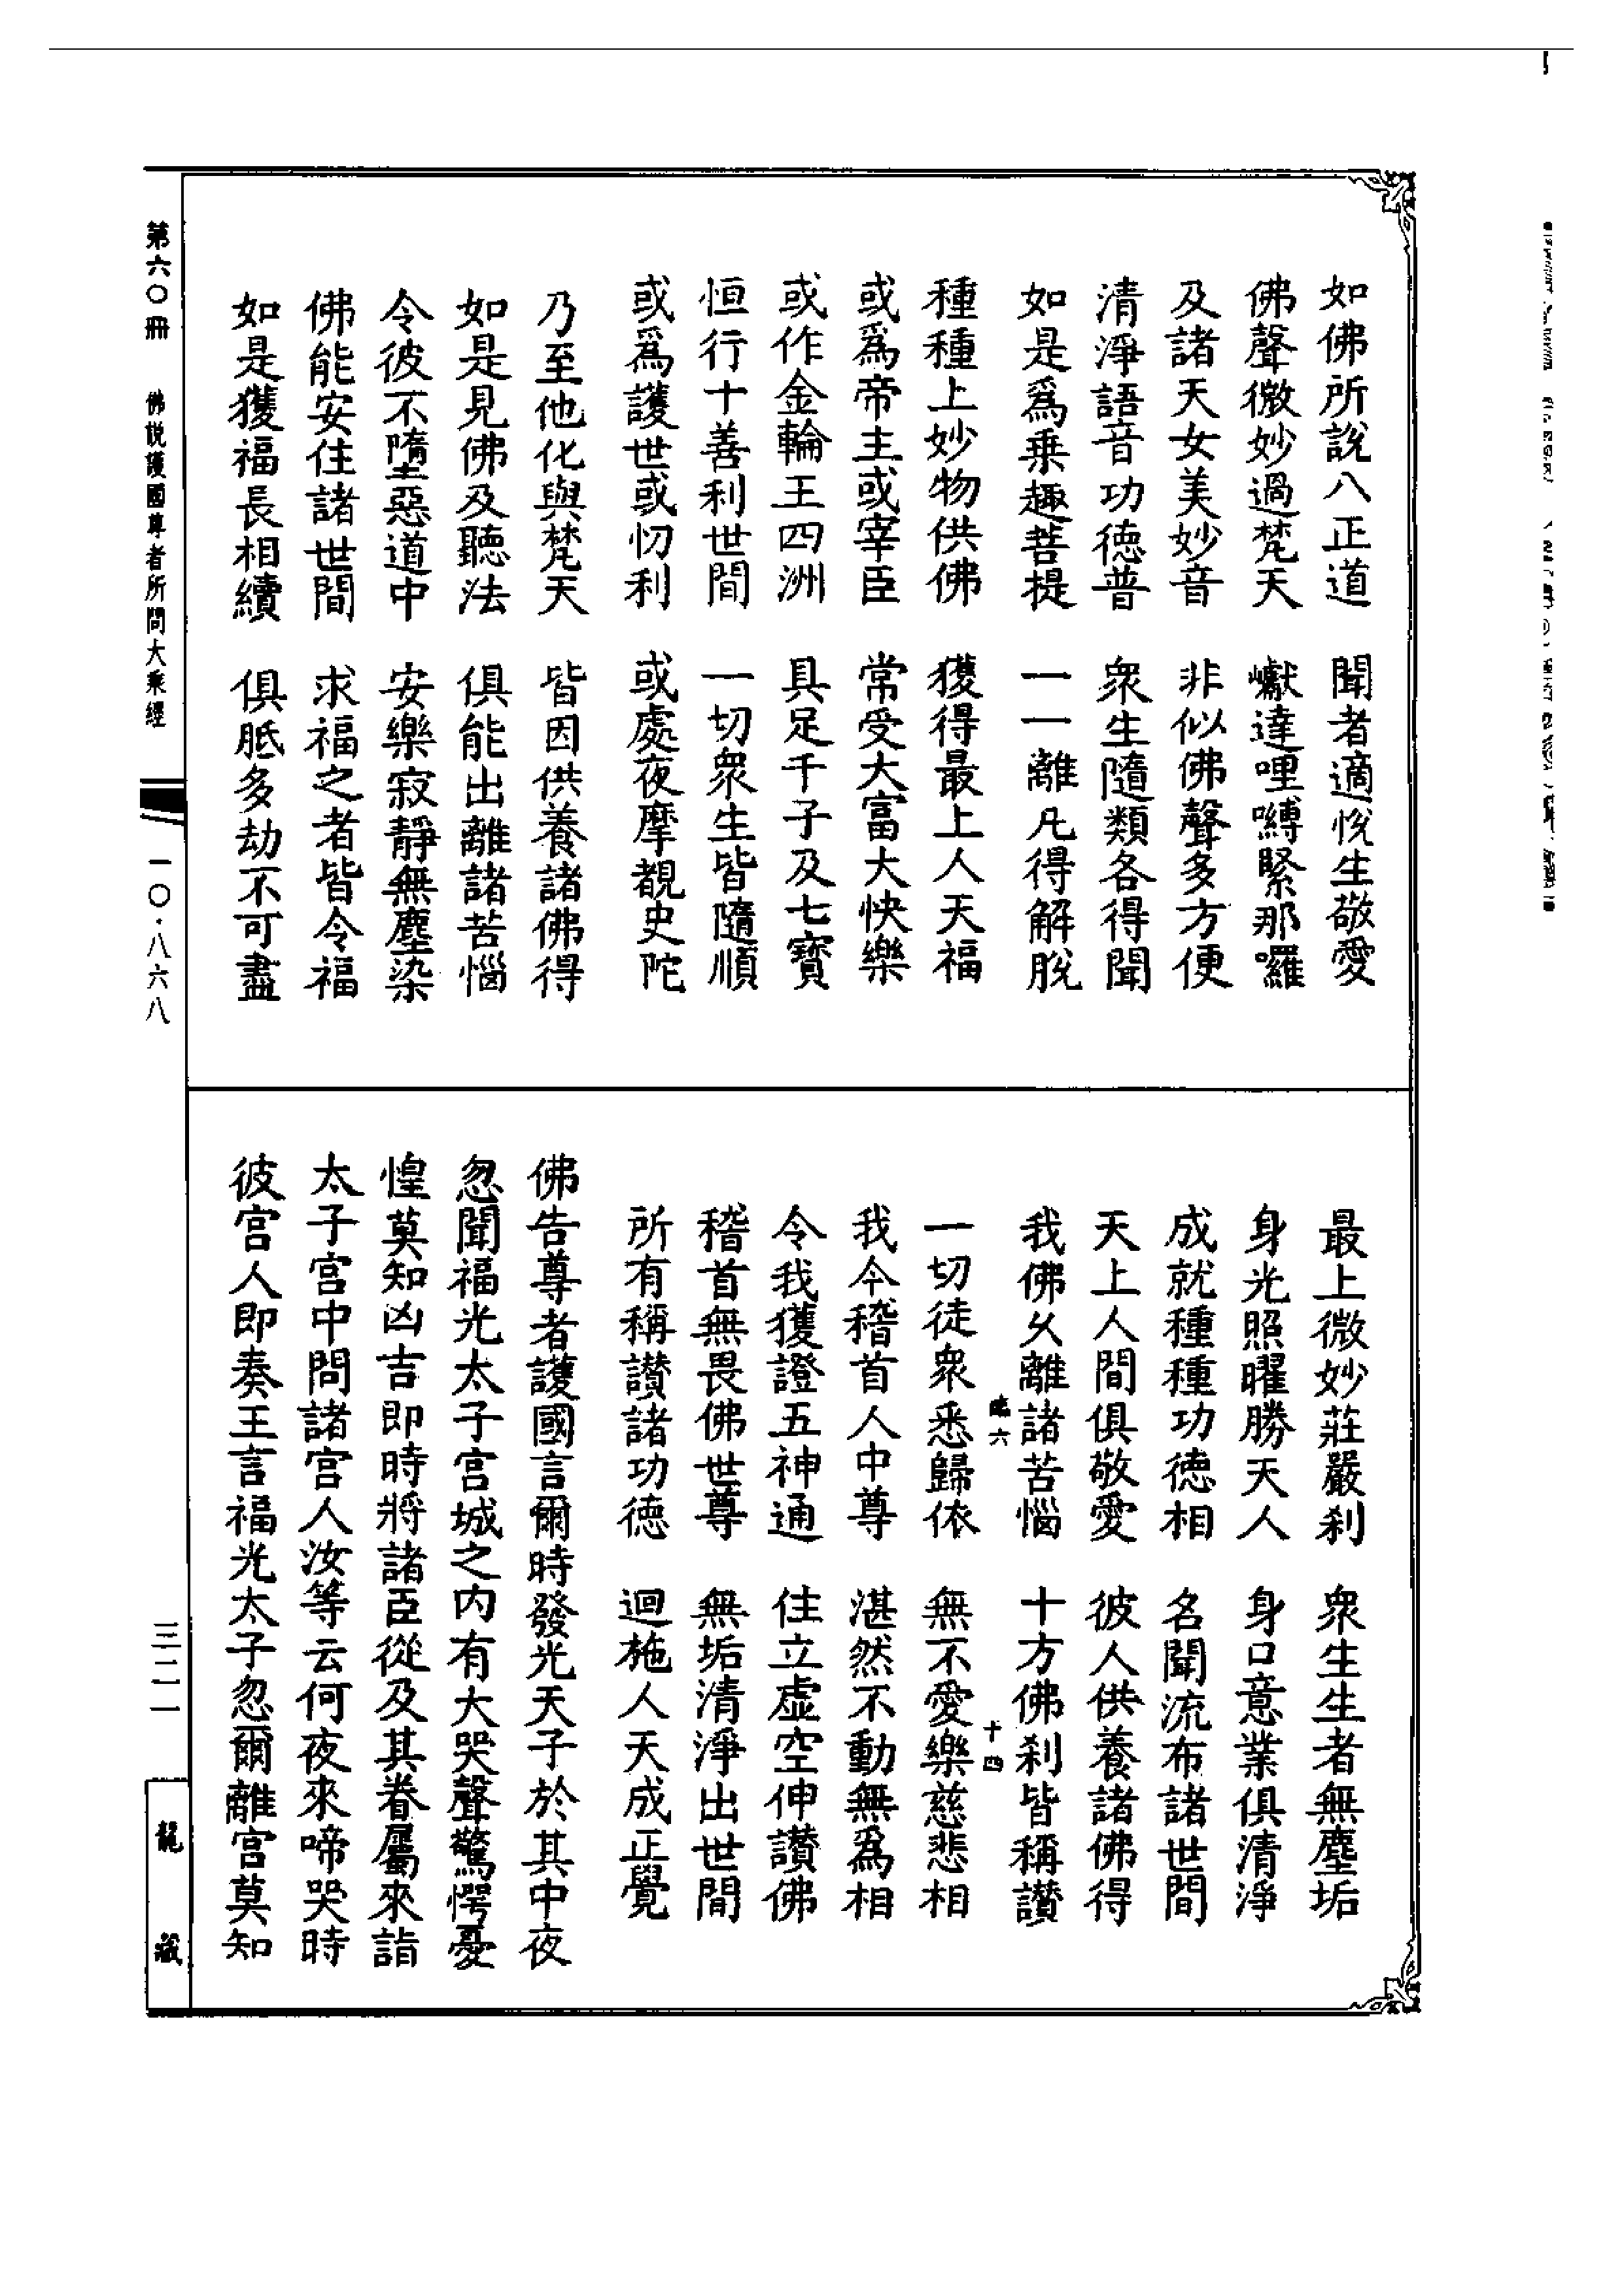 如佛所說八正道　聞者適悅生敬愛
佛聲微妙過梵天　巘達哩嚩緊那囉
及諸天女美妙音　非似佛聲多方便
清淨語音功德普　衆生隨類各得聞
如是爲乗趣菩提　一一離凡得解脫
種種上妙物供佛　獲得最上人天福
或爲帝主或宰臣　常受大富大快樂
或作金輪王四洲　具足千子及七寳
恒行十善利世間　一切衆生皆隨順
或爲護世或忉利　或處夜摩覩史陀
乃至他化與梵天　皆因供養諸佛得
如是見佛及聽法　俱能出離諸苦惱
令彼不墮惡道中　安樂寂靜無塵染
佛能安住諸世間　求福之者皆令福
如是獲福長相續　俱胝多劫不可盡
最上微妙莊嚴刹　衆生生者無塵垢
身光照曜勝天人　身口意業俱清淨
成就種種功德相　名聞流布諸世間
天上人間俱敬愛　彼人供養諸佛得
我佛久離諸苦惱　十方佛刹皆稱讃
臨六　十四
一切徒衆悉歸依　無不愛樂慈悲相
我今稽首人中尊　湛然不動無爲相
令我獲證五神通　住立虛空伸讃佛
稽首無畏佛世尊　無垢清淨出世間
所有稱讃諸功德　迴施人天成正覺
佛告尊者護國言爾時發光天子於其中夜
忽聞福光太子宮城之内有大哭聲驚愕憂
惶莫知凶吉即時將諸臣從及其眷屬來詣
太子宮中問諸宮人汝等云何夜來啼哭時
彼宮人即奏王言福光太子忽爾離宮莫知
第六〇冊　佛說護國尊者所問大乘經　一〇·八六八　三二一　龍藏